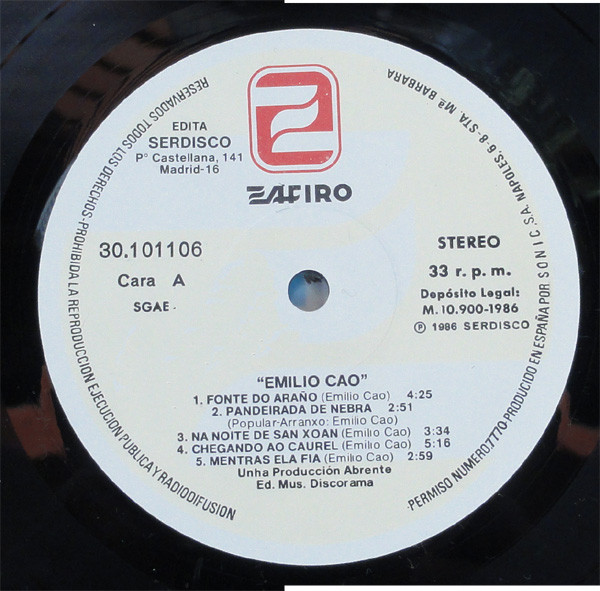 RESERVADOS TODOS LOS DERECHOS-PROHIBIDA LA REPRODUCCION EJECUCION PUBLICA Y RADIODIFUSION
·PERMISO NUMERO7770·PRODUCIDO EN ESPAÑA POR S O N I C S.A. NAPOLES, 6-8-STA. Mª BARBARA
EDITA
SERDISCO
Pº Castellana, 141
Madrid-16
ZAFIRO
30.101106
Cara A
SGAE ·
STEREO
33 r. p. m.
Depósito Legal:
M. 10.900-1986
Ⓟ 1986 SERDISCO
"EMILIO CAO"
1. FONTE DO ARAÑO (Emilio Cao) 4:25
2. PANDEIRADA DE NEBRA 2:51
(Popular-Arranxo: Emilio Cao)
3. NA NOITE DE SAN XOAN (Emilio Cao) 3:34
4. CHEGANDO AO CAUREL (Emilio Cao) 5:16
5. MENTRAS ELA FIA (Emilio Cao) 2:59
Unha Producción Abrente
Ed. Mus. Discorama